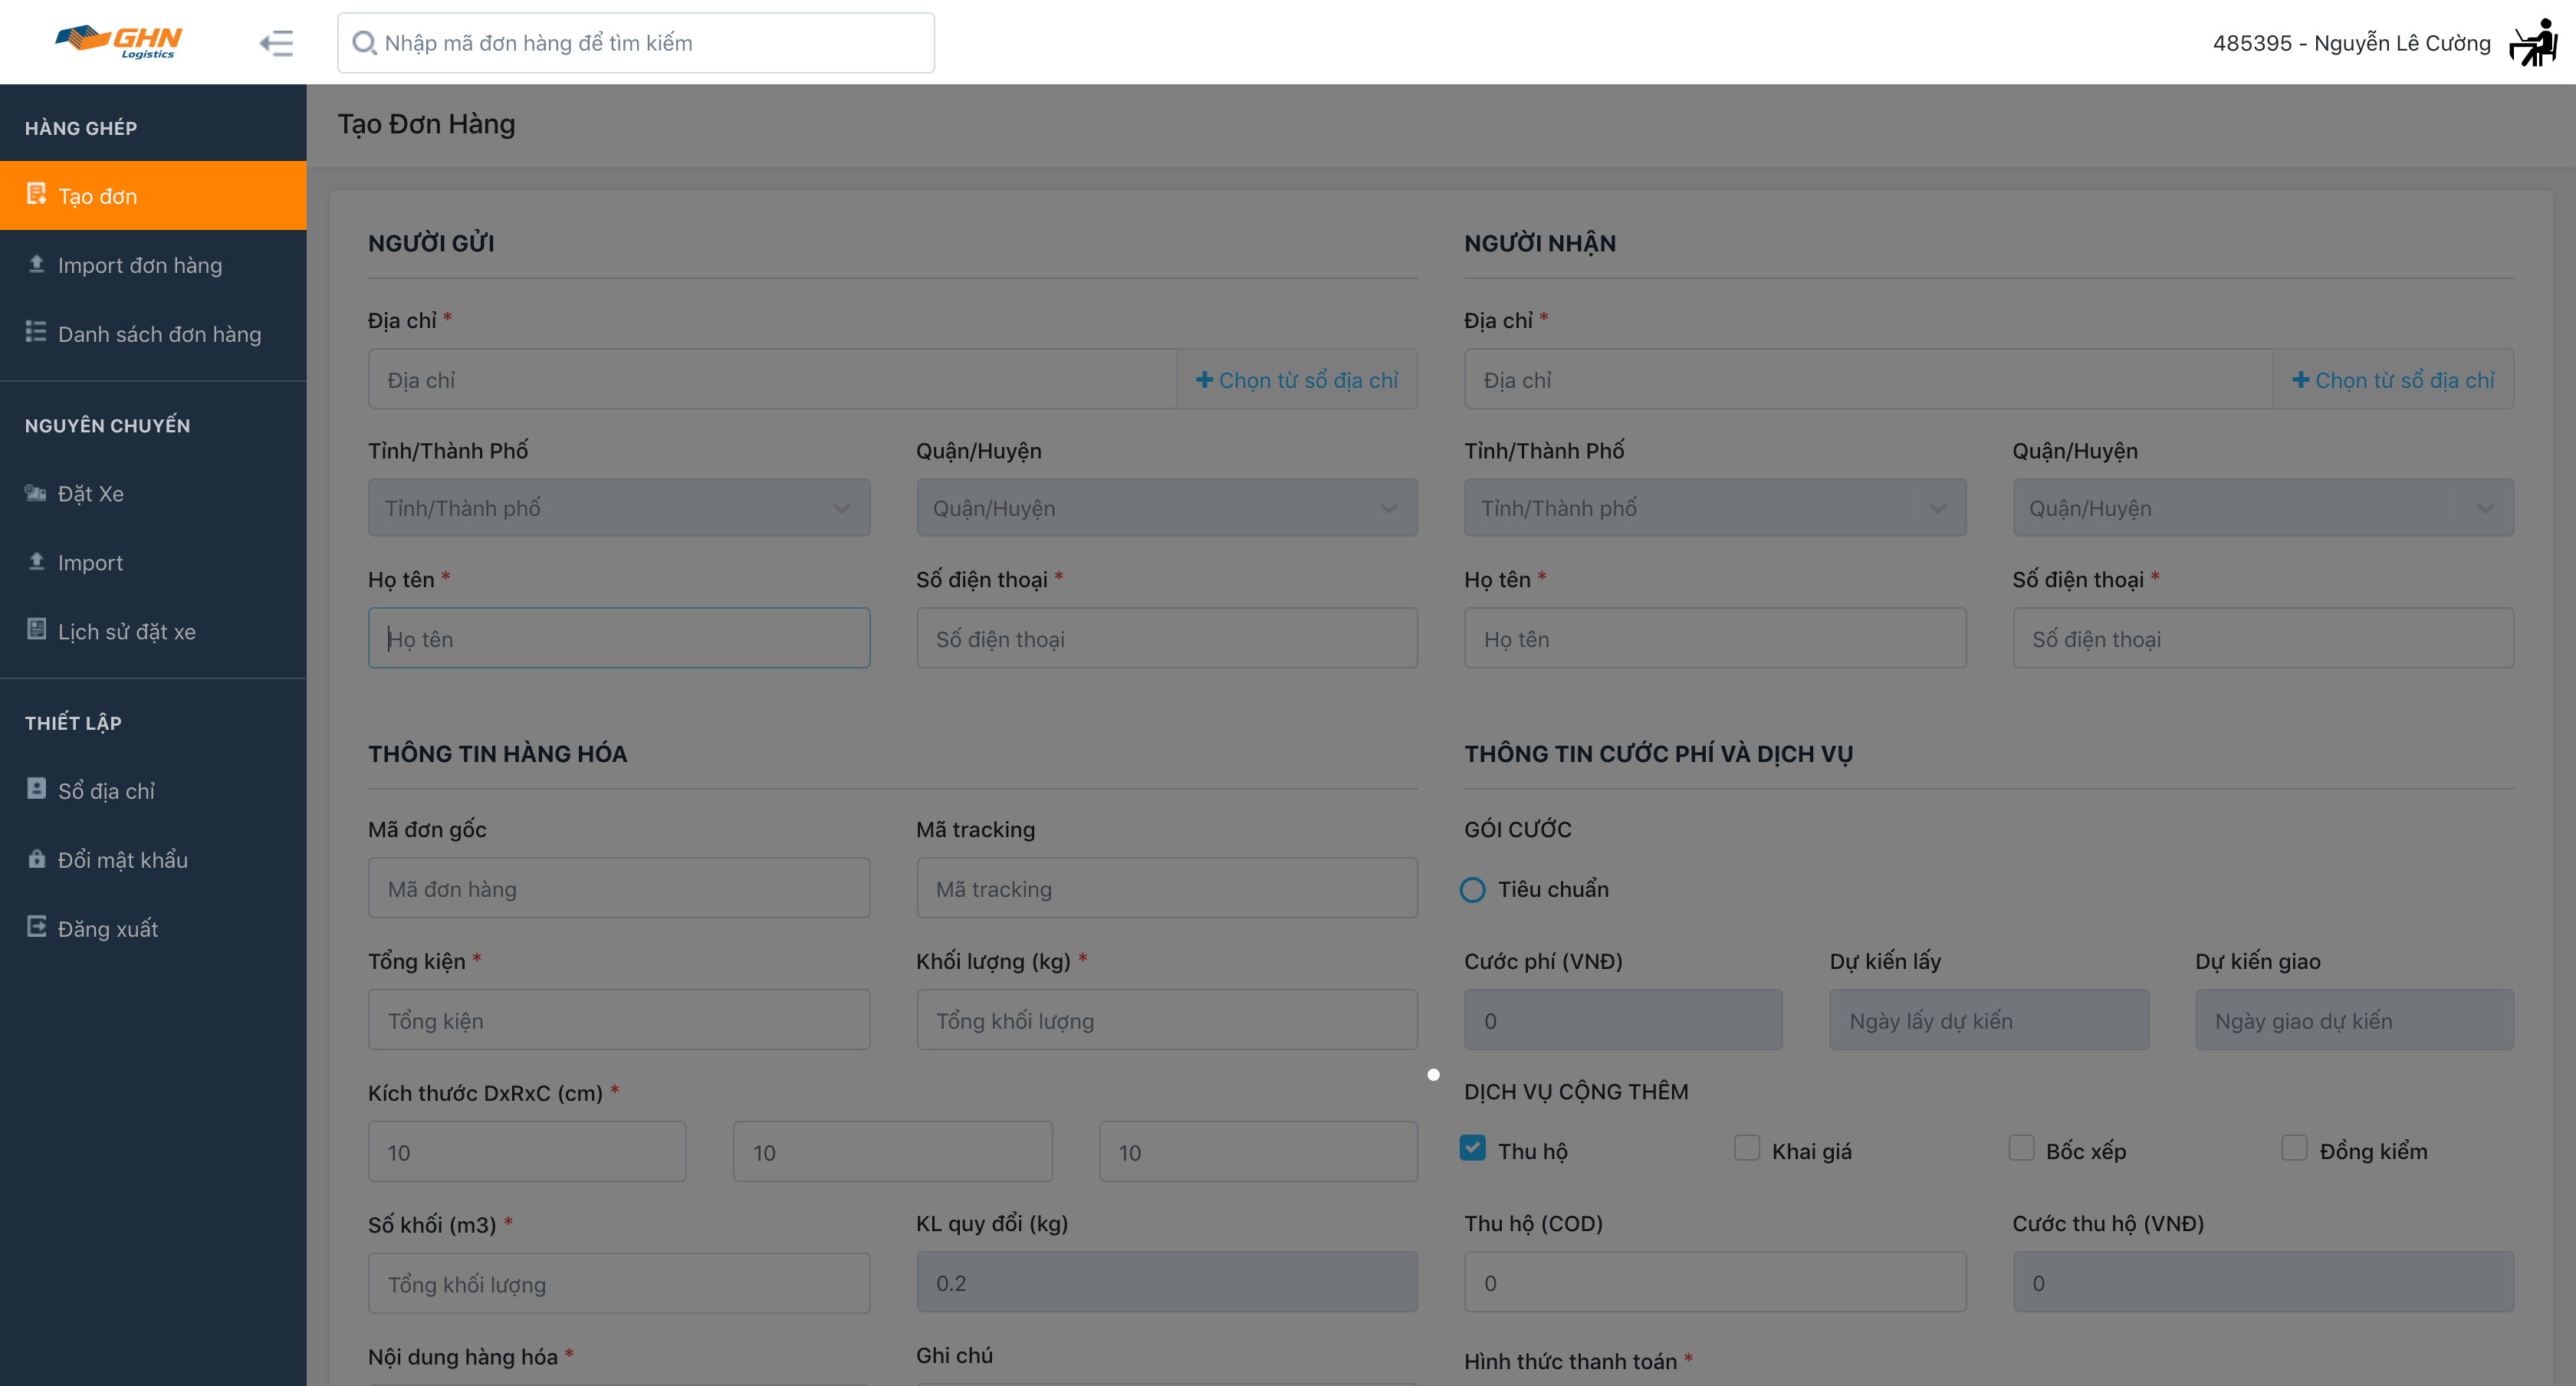 GHN
Logistics
Nhập mã đơn hàng để tìm kiếm
485395 - Nguyễn Lê Cường
HÀNG GHÉP
Tạo đơn
Import đơn hàng
Danh sách đơn hàng
NGUYÊN CHUYẾN
Đặt Xe
Import
Lịch sử đặt xe
THIẾT LẬP
Sổ địa chỉ
Đổi mật khẩu
Đăng xuất
Tạo Đơn Hàng
NGƯỜI GỬI
Địa chỉ *
Địa chỉ
Chọn từ sổ địa chỉ
Tỉnh/Thành Phố
Quận/Huyện
Tỉnh/Thành phố
Quận/Huyện
Họ tên *
Số điện thoại *
Họ tên
Số điện thoại
NGƯỜI NHẬN
Địa chỉ *
Địa chỉ
Chọn từ sổ địa chỉ
Tỉnh/Thành Phố
Quận/Huyện
Tỉnh/Thành phố
Quận/Huyện
Họ tên *
Số điện thoại *
Họ tên
Số điện thoại
THÔNG TIN HÀNG HÓA
Mã đơn gốc
Mã tracking
Mã đơn hàng
Mã tracking
Tổng kiện *
Khối lượng (kg) *
Tổng kiện
Tổng khối lượng
Kích thước DxRxC (cm) *
10
10
10
Số khối (m3) *
KL quy đổi (kg)
Tổng khối lượng
0.2
Nội dung hàng hóa *
Ghi chú
THÔNG TIN CƯỚC PHÍ VÀ DỊCH VỤ
GÓI CƯỚC
Tiêu chuẩn
Cước phí (VNĐ)
Dự kiến lấy
Dự kiến giao
0
Ngày lấy dự kiến
Ngày giao dự kiến
DỊCH VỤ CỘNG THÊM
Thu hộ
Khai giá
Bốc xếp
Đồng kiểm
Thu hộ (COD)
Cước thu hộ (VNĐ)
0
0
Hình thức thanh toán *